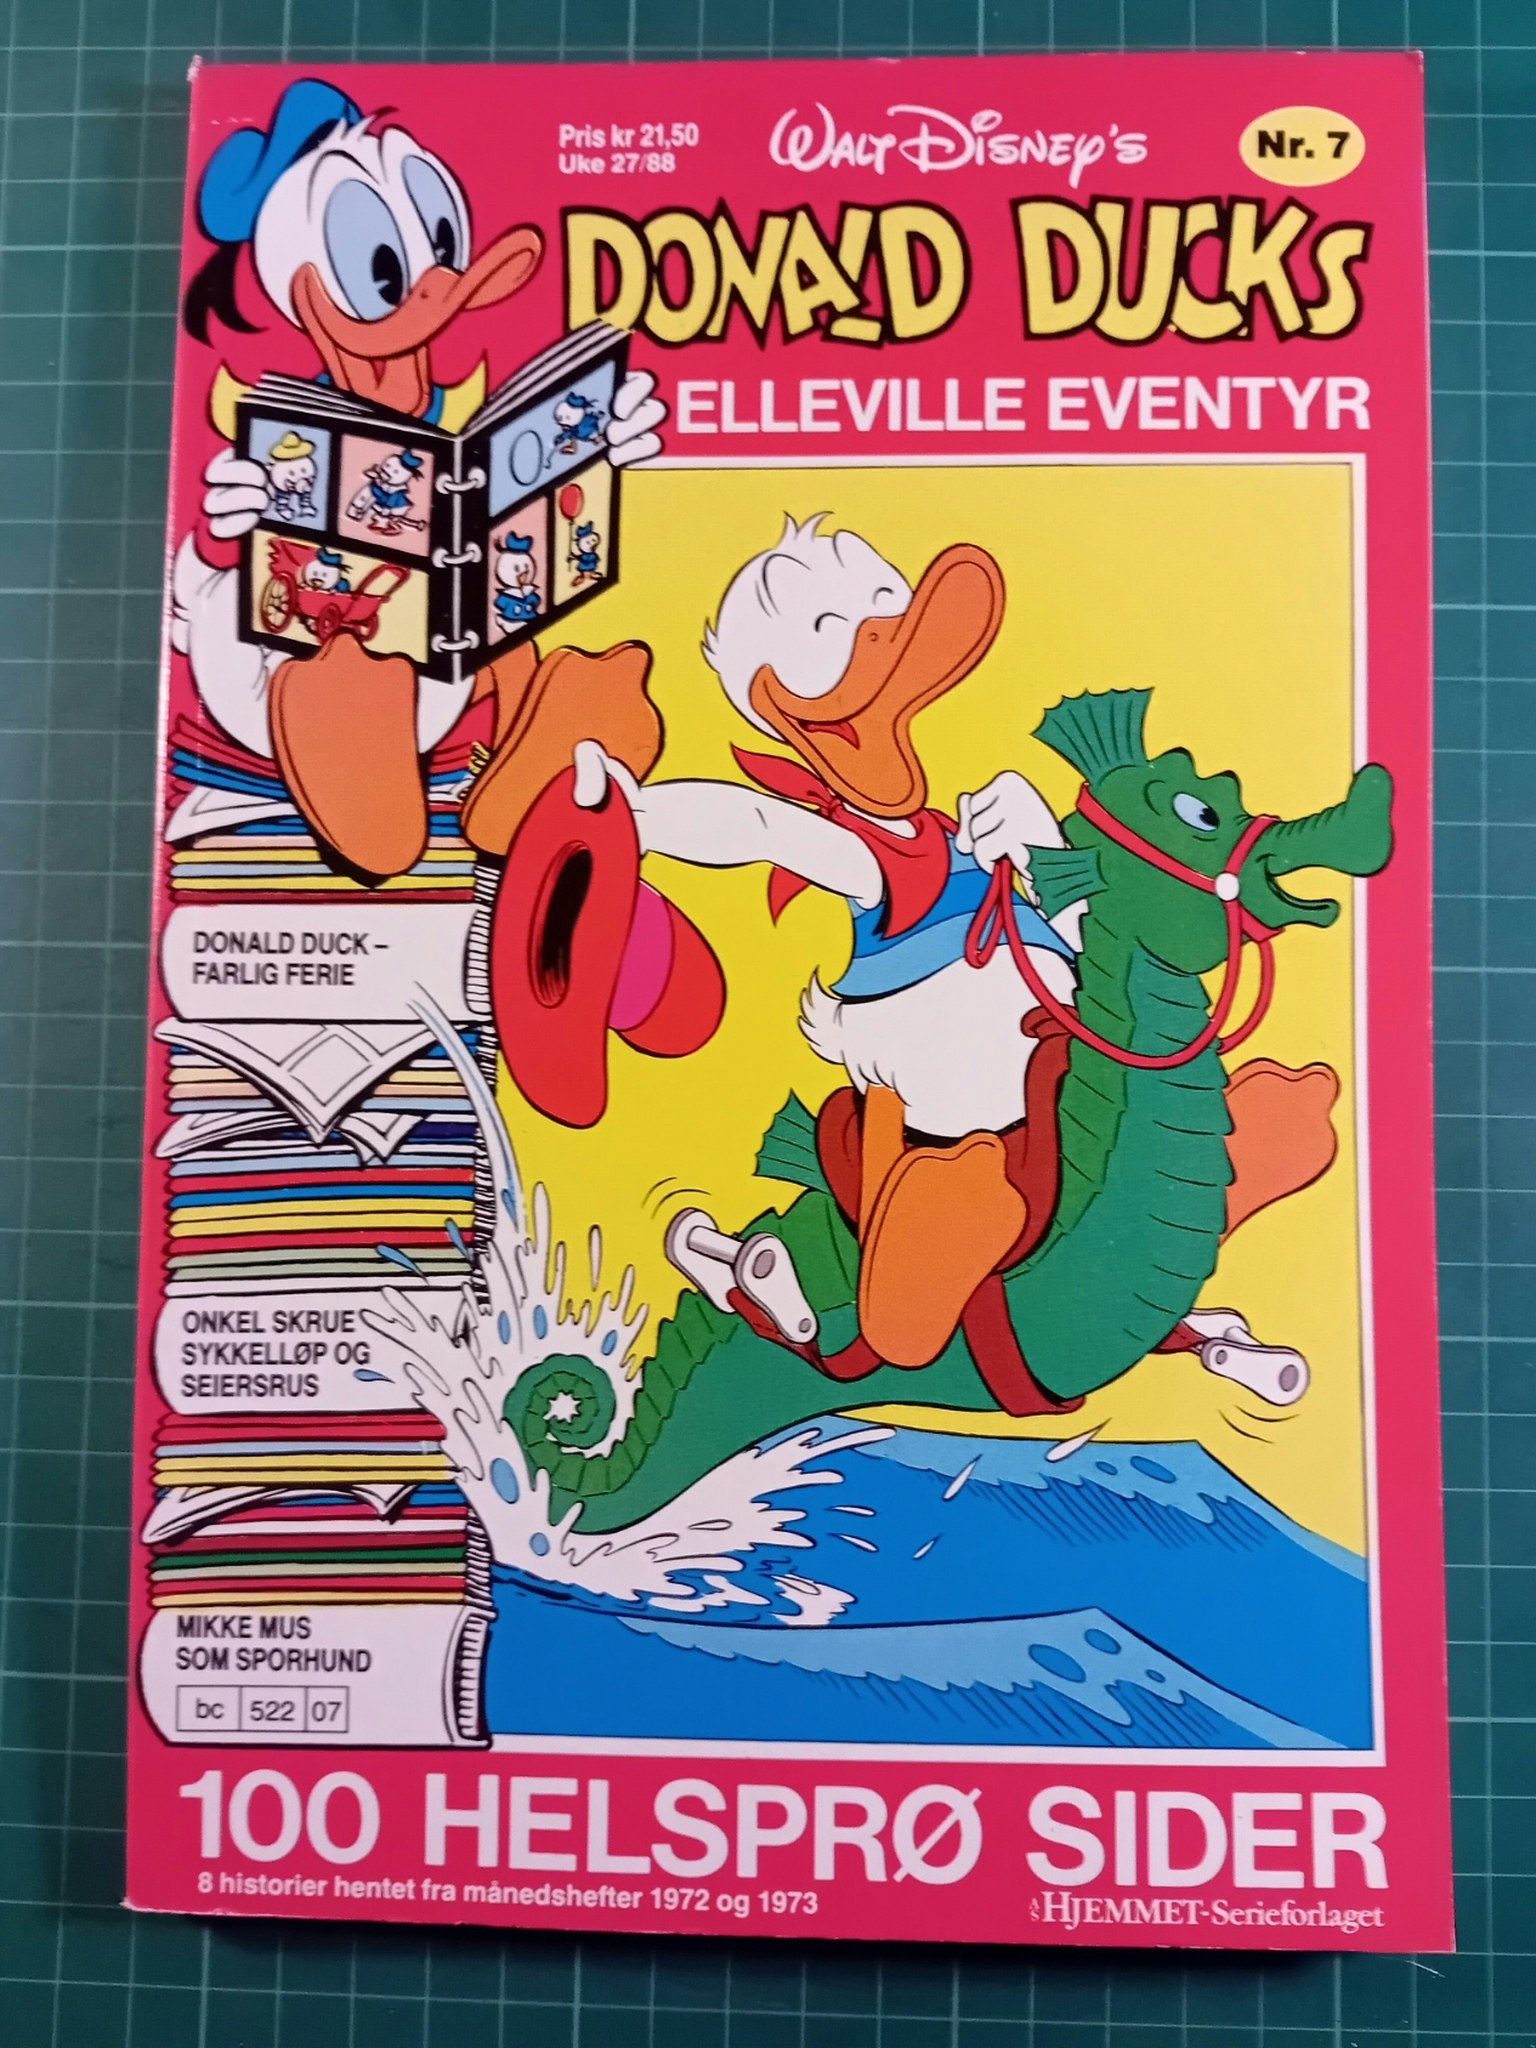 Pris kr 21,50
Uke 27/88
WALT DISNEY'S
Nr. 7
DONALD DUCKS
ELLEVILLE EVENTYR
DONALD DUCK –
FARLIG FERIE
ONKEL SKRUE
SYKKELLØP OG
SEIERSRUS
MIKKE MUS
SOM SPORHUND
bc 522 07
100 HELSPRØ SIDER
8 historier hentet fra månedshefter 1972 og 1973
A/S HJEMMET-Serieforlaget